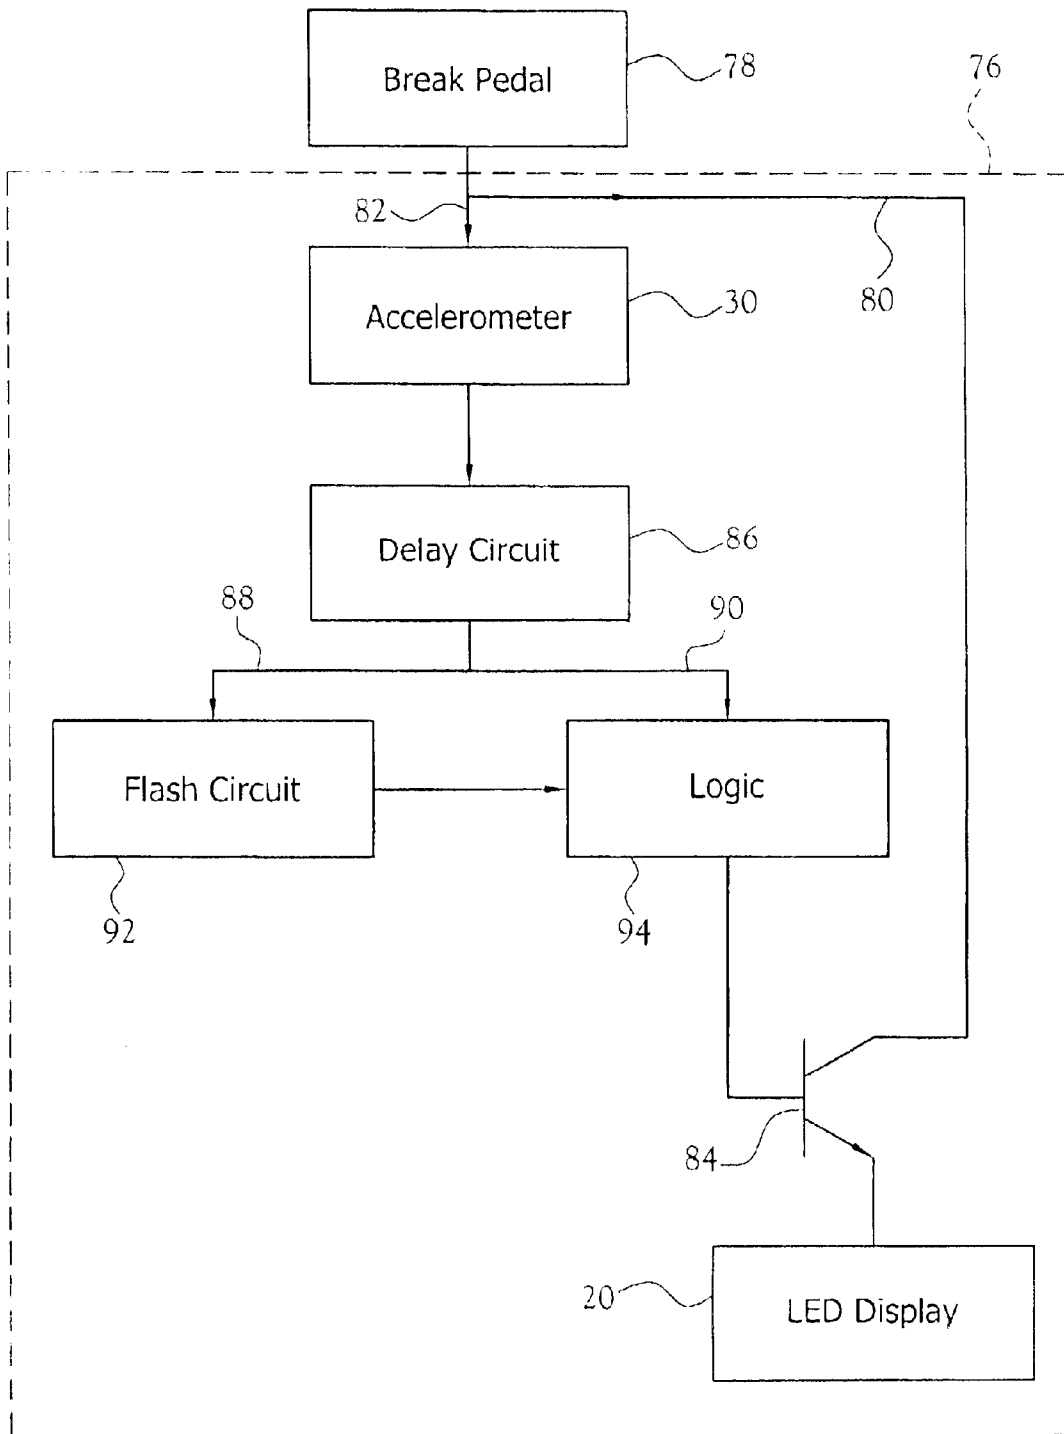 Break Pedal
78
76
82
80
Accelerometer
30
Delay Circuit
86
88
90
Flash Circuit
Logic
92
94
84
20
LED Display